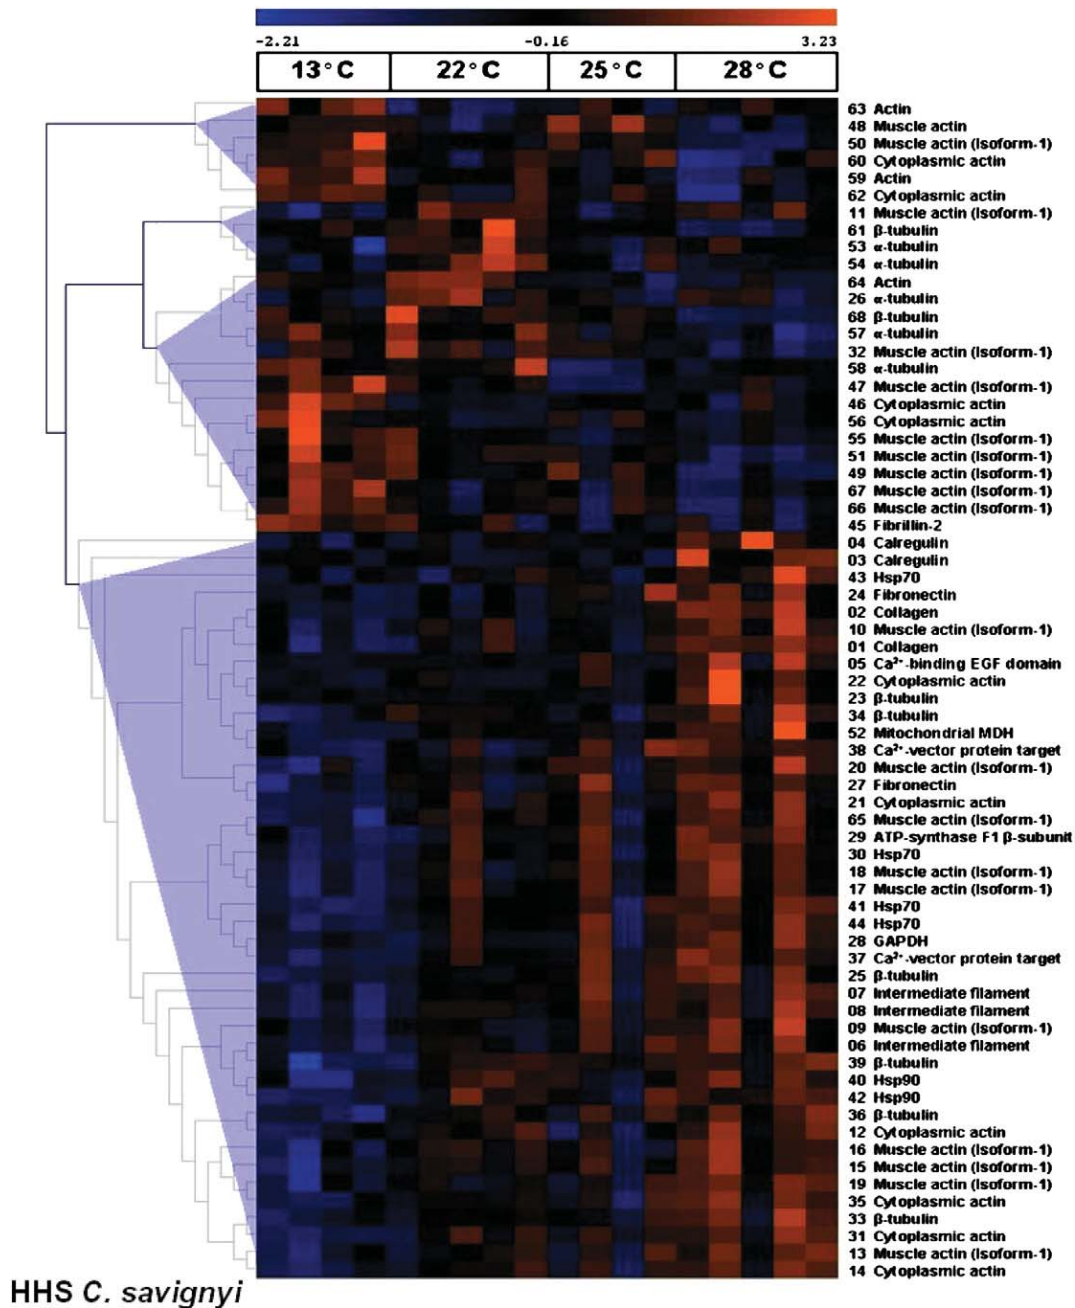 -2.21 -0.16 3.23
13°C 22°C 25°C 28°C
63 Actin
48 Muscle actin (Isoform-1)
50 Muscle actin (Isoform-1)
60 Cytoplasmic actin
59 Actin
62 Cytoplasmic actin
11 Muscle actin (Isoform-1)
61 β-tubulin
53 α-tubulin
54 α-tubulin
64 Actin
26 α-tubulin
68 β-tubulin
57 α-tubulin
32 Muscle actin (Isoform-1)
58 α-tubulin
47 Muscle actin (Isoform-1)
46 Cytoplasmic actin
56 Cytoplasmic actin
55 Muscle actin (Isoform-1)
51 Muscle actin (Isoform-1)
49 Muscle actin (Isoform-1)
67 Muscle actin (Isoform-1)
66 Muscle actin (Isoform-1)
45 Fibrillin-2
04 Calregulin
03 Calregulin
43 Hsp70
24 Fibronectin
02 Collagen
10 Muscle actin (Isoform-1)
01 Collagen
05 Ca²⁺-binding EGF domain
22 Cytoplasmic actin
23 β-tubulin
34 β-tubulin
52 Mitochondrial MDH
38 Ca²⁺-vector protein target
20 Muscle actin (Isoform-1)
27 Fibronectin
21 Cytoplasmic actin
65 Muscle actin (Isoform-1)
29 ATP-synthase F1 β-subunit
30 Hsp70
18 Muscle actin (Isoform-1)
17 Muscle actin (Isoform-1)
41 Hsp70
44 Hsp70
28 GAPDH
37 Ca²⁺-vector protein target
25 β-tubulin
07 Intermediate filament
08 Intermediate filament
09 Muscle actin (Isoform-1)
06 Intermediate filament
39 β-tubulin
40 Hsp90
42 Hsp90
36 β-tubulin
12 Cytoplasmic actin
16 Muscle actin (Isoform-1)
15 Muscle actin (Isoform-1)
19 Muscle actin (Isoform-1)
35 Cytoplasmic actin
33 β-tubulin
31 Cytoplasmic actin
13 Muscle actin (Isoform-1)
14 Cytoplasmic actin
HHS C. savignyi